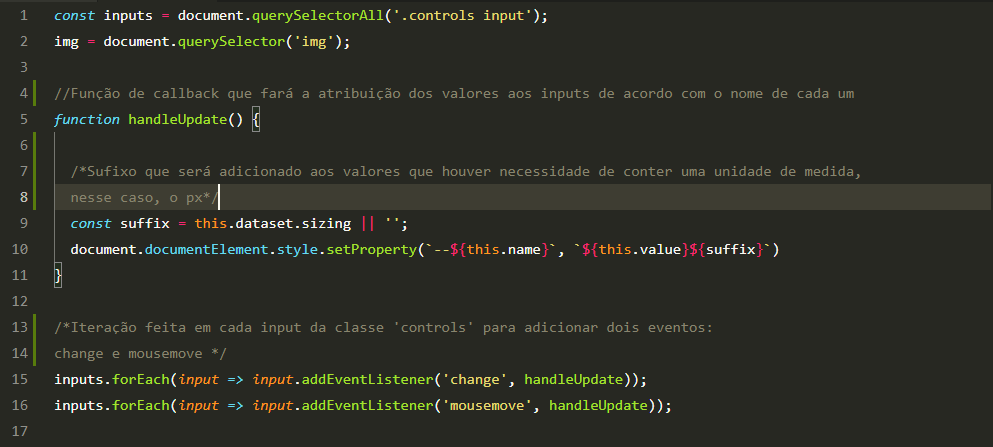 1 const inputs = document.querySelectorAll('.controls input');
2 img = document.querySelector('img');
3
4 //Função de callback que fará a atribuição dos valores aos inputs de acordo com o nome de cada um
5 function handleUpdate() {
6
7 /*Sufixo que será adicionado aos valores que houver necessidade de conter uma unidade de medida,
8 nesse caso, o px*/
9 const suffix = this.dataset.sizing || '';
10 document.documentElement.style.setProperty(`--${this.name}`, `${this.value}${suffix}`)
11 }
12
13 /*Iteração feita em cada input da classe 'controls' para adicionar dois eventos:
14 change e mousemove */
15 inputs.forEach(input => input.addEventListener('change', handleUpdate));
16 inputs.forEach(input => input.addEventListener('mousemove', handleUpdate));
17